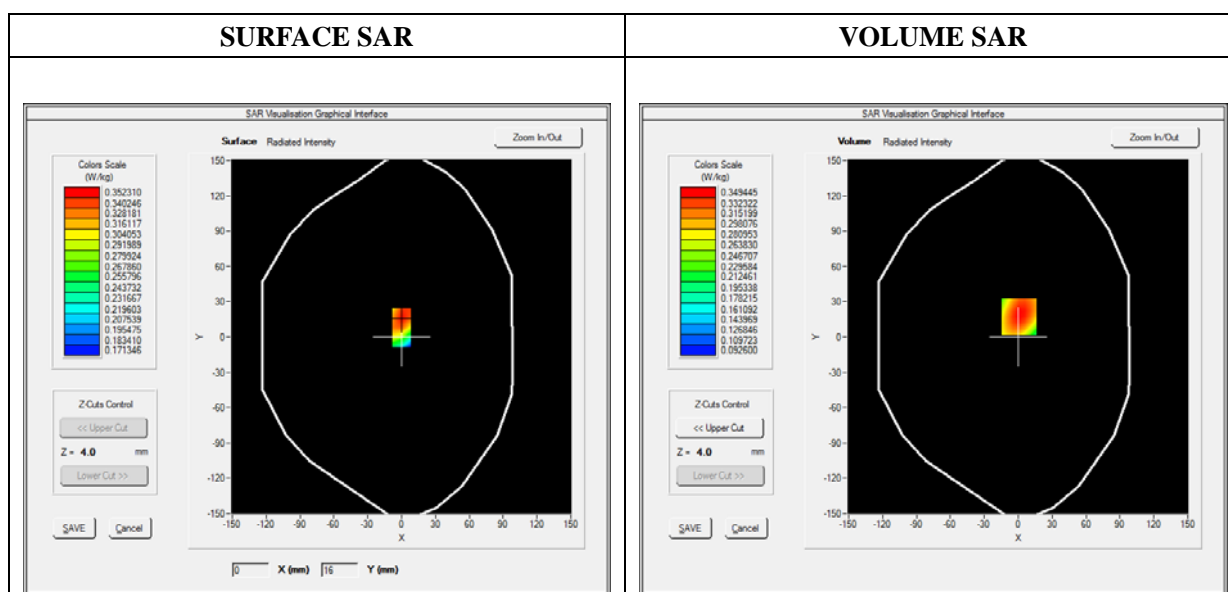 SURFACE SAR
VOLUME SAR
SAR Visualisation Graphical Interface
Surface Radiated Intensity
Zoom In/Out
Colors Scale
(W/kg)
0.352310
0.340246
0.328181
0.316117
0.304053
0.291989
0.279924
0.267860
0.255796
0.243732
0.231667
0.219603
0.207539
0.195475
0.183410
0.171346
Z-Cuts Control
<< Upper Cut
Z = 4.0 mm
Lower Cut >>
SAVE Cancel
150
120
90
60
30
0
-30
-60
-90
-120
-150
Y
-150 -120 -90 -60 -30 0 30 60 90 120 150
X
0 X (mm) 16 Y (mm)
SAR Visualisation Graphical Interface
Volume Radiated Intensity
Zoom In/Out
Colors Scale
(W/kg)
0.349445
0.332322
0.315199
0.298076
0.280953
0.263830
0.246707
0.229584
0.212461
0.195338
0.178215
0.161092
0.143969
0.126846
0.109723
0.092600
Z-Cuts Control
<< Upper Cut
Z = 4.0 mm
Lower Cut >>
SAVE Cancel
150
120
90
60
30
0
-30
-60
-90
-120
-150
Y
-150 -120 -90 -60 -30 0 30 60 90 120 150
X